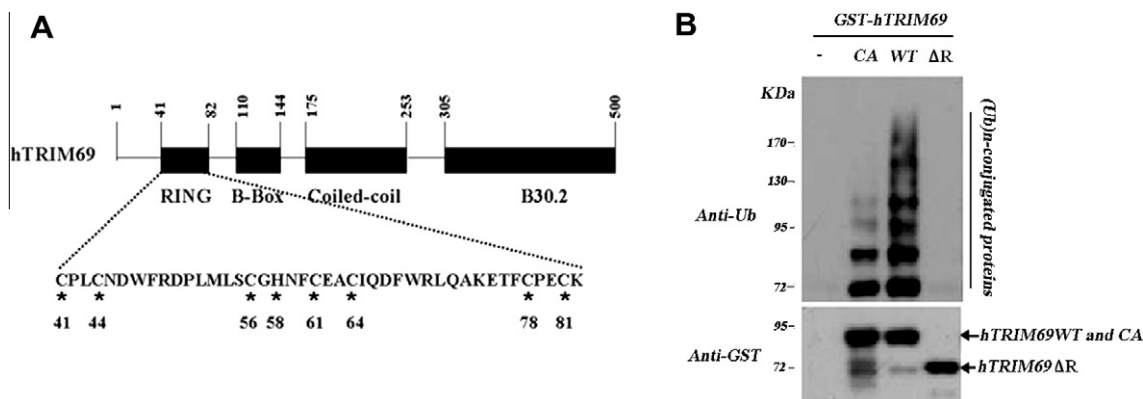 A
1 41 82 110 144 175 253 305 500
hTRIM69
RING B-Box Coiled-coil B30.2
CPLCNDWFRDPLMLSCGHNFCEACIQDFWRLQAKETFCPECK
* * * * * * * *
41 44 56 58 61 64 78 81
B
GST-hTRIM69
- CA WT ΔR
KDa
170-
130-
Anti-Ub
95-
72-
(Ub)n-conjugated proteins
95-
hTRIM69WT and CA
Anti-GST
72-
hTRIM69ΔR